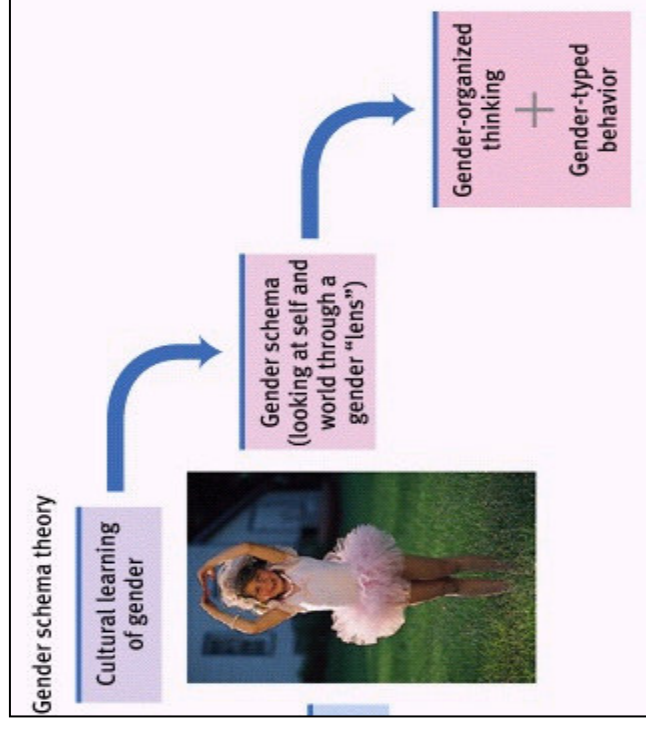 Gender schema theory
Cultural learning
of gender
Gender schema
(looking at self and
world through a
gender “lens”)
Gender-organized
thinking
+
Gender-typed
behavior